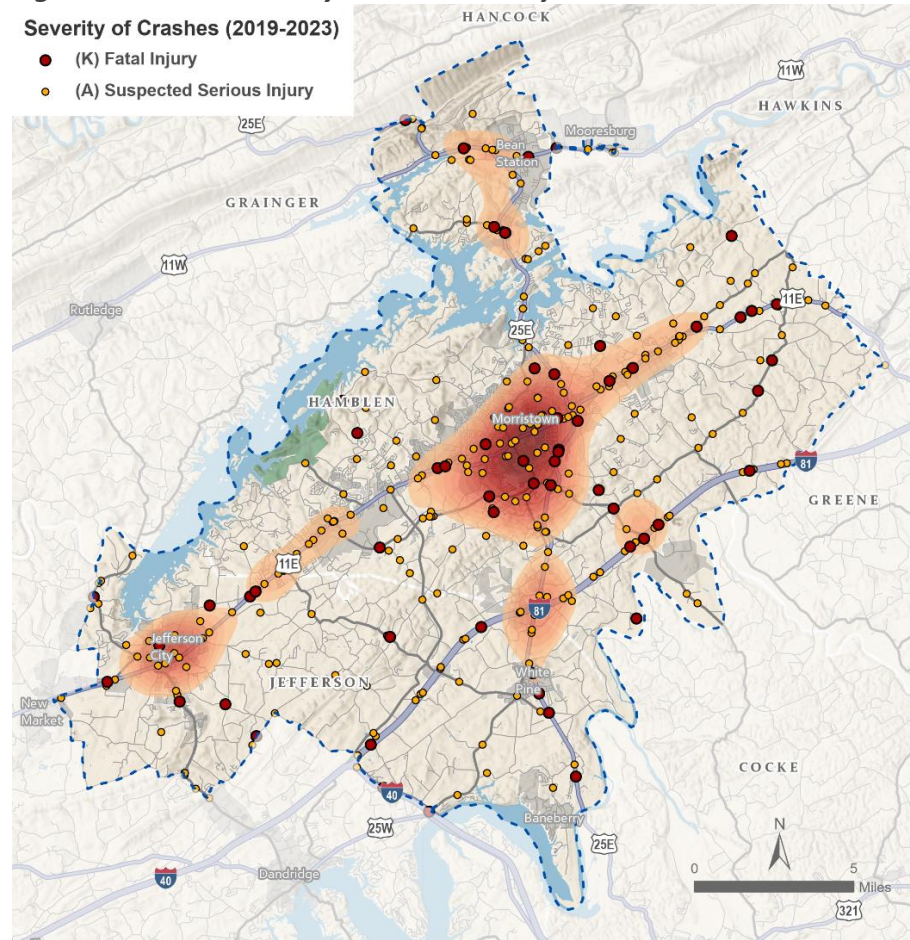 HANCOCK
Severity of Crashes (2019-2023)
(K) Fatal Injury
(A) Suspected Serious Injury
11W
HAWKINS
25E
Mooresburg
Bean
Station
GRAINGER
11W
11E
Rutledge
25E
HAMBLEN
Morristown
81
GREENE
11E
81
Jefferson
City
White
Pine
JEFFERSON
New
Market
COCKE
40
Baneberry
25W
N
25E
Dandridge
0 5
Miles
40
321